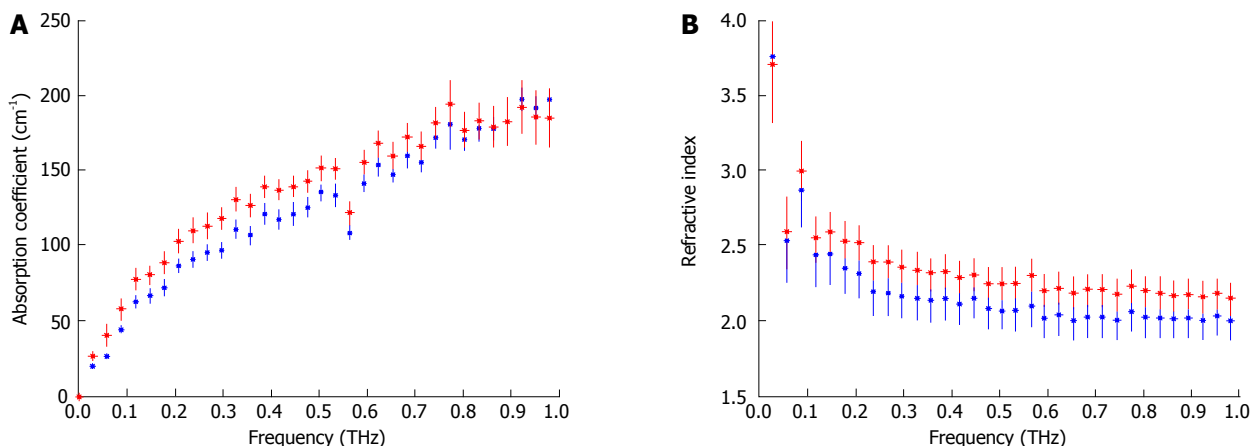 A
250
200
150
100
50
0
Absorption coefficient (cm⁻¹)
0.0 0.1 0.2 0.3 0.4 0.5 0.6 0.7 0.8 0.9 1.0
Frequency (THz)
B
4.0
3.5
3.0
2.5
2.0
1.5
Refractive index
0.0 0.1 0.2 0.3 0.4 0.5 0.6 0.7 0.8 0.9 1.0
Frequency (THz)